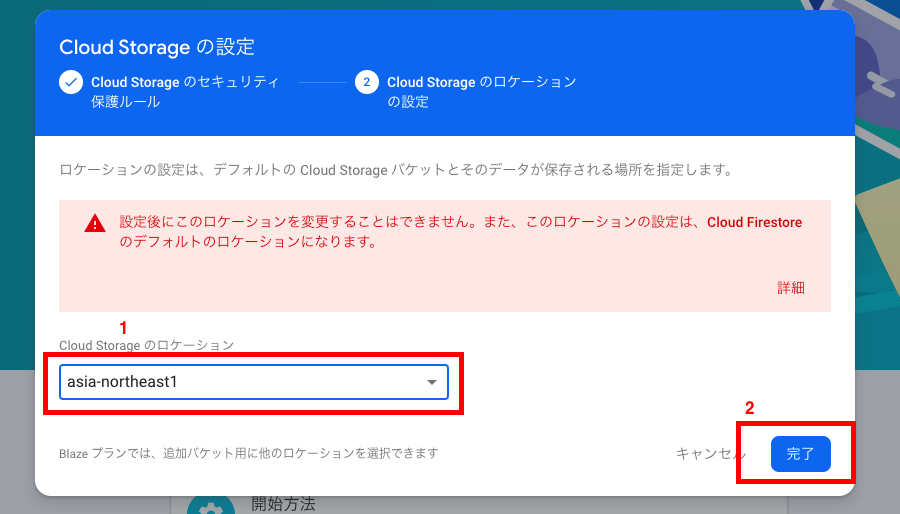 Cloud Storage の設定
Cloud Storage のセキュリティ
保護ルール
2
Cloud Storage のロケーション
の設定
ロケーションの設定は、デフォルトの Cloud Storage バケットとそのデータが保存される場所を指定します。
設定後にこのロケーションを変更することはできません。また、このロケーションの設定は、Cloud Firestore
のデフォルトのロケーションになります。
詳細
1
Cloud Storage のロケーション
asia-northeast1
2
Blaze プランでは、追加バケット用に他のロケーションを選択できます
キャンセル
完了
開始方法